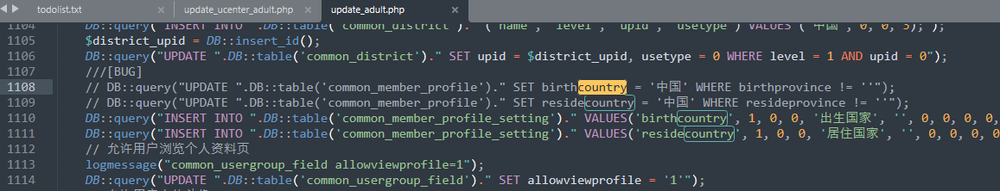 todolist.txt × update_ucenter_adult.php × update_adult.php ×
1104 DB::query("INSERT INTO ".DB::table('common_district')." (`name`, `level`, `upid`, `usetype`) VALUES ('中国', 0, 0, 3);");
1105 $district_upid = DB::insert_id();
1106 DB::query("UPDATE ".DB::table('common_district')." SET upid = $district_upid, usetype = 0 WHERE level = 1 AND upid = 0");
1107 ///[BUG]
1108 // DB::query("UPDATE ".DB::table('common_member_profile')." SET birthcountry = '中国' WHERE birthprovince != ''");
1109 // DB::query("UPDATE ".DB::table('common_member_profile')." SET residecountry = '中国' WHERE resideprovince != ''");
1110 DB::query("INSERT INTO ".DB::table('common_member_profile_setting')." VALUES('birthcountry', 1, 0, 0, '出生国家', '', 0, 0, 0, 0,
1111 DB::query("INSERT INTO ".DB::table('common_member_profile_setting')." VALUES('residecountry', 1, 0, 0, '居住国家', '', 0, 0, 0, 0
1112 // 允许用户浏览个人资料页
1113 logmessage("common_usergroup_field allowviewprofile=1");
1114 DB::query("UPDATE ".DB::table('common_usergroup_field')." SET allowviewprofile = '1'");